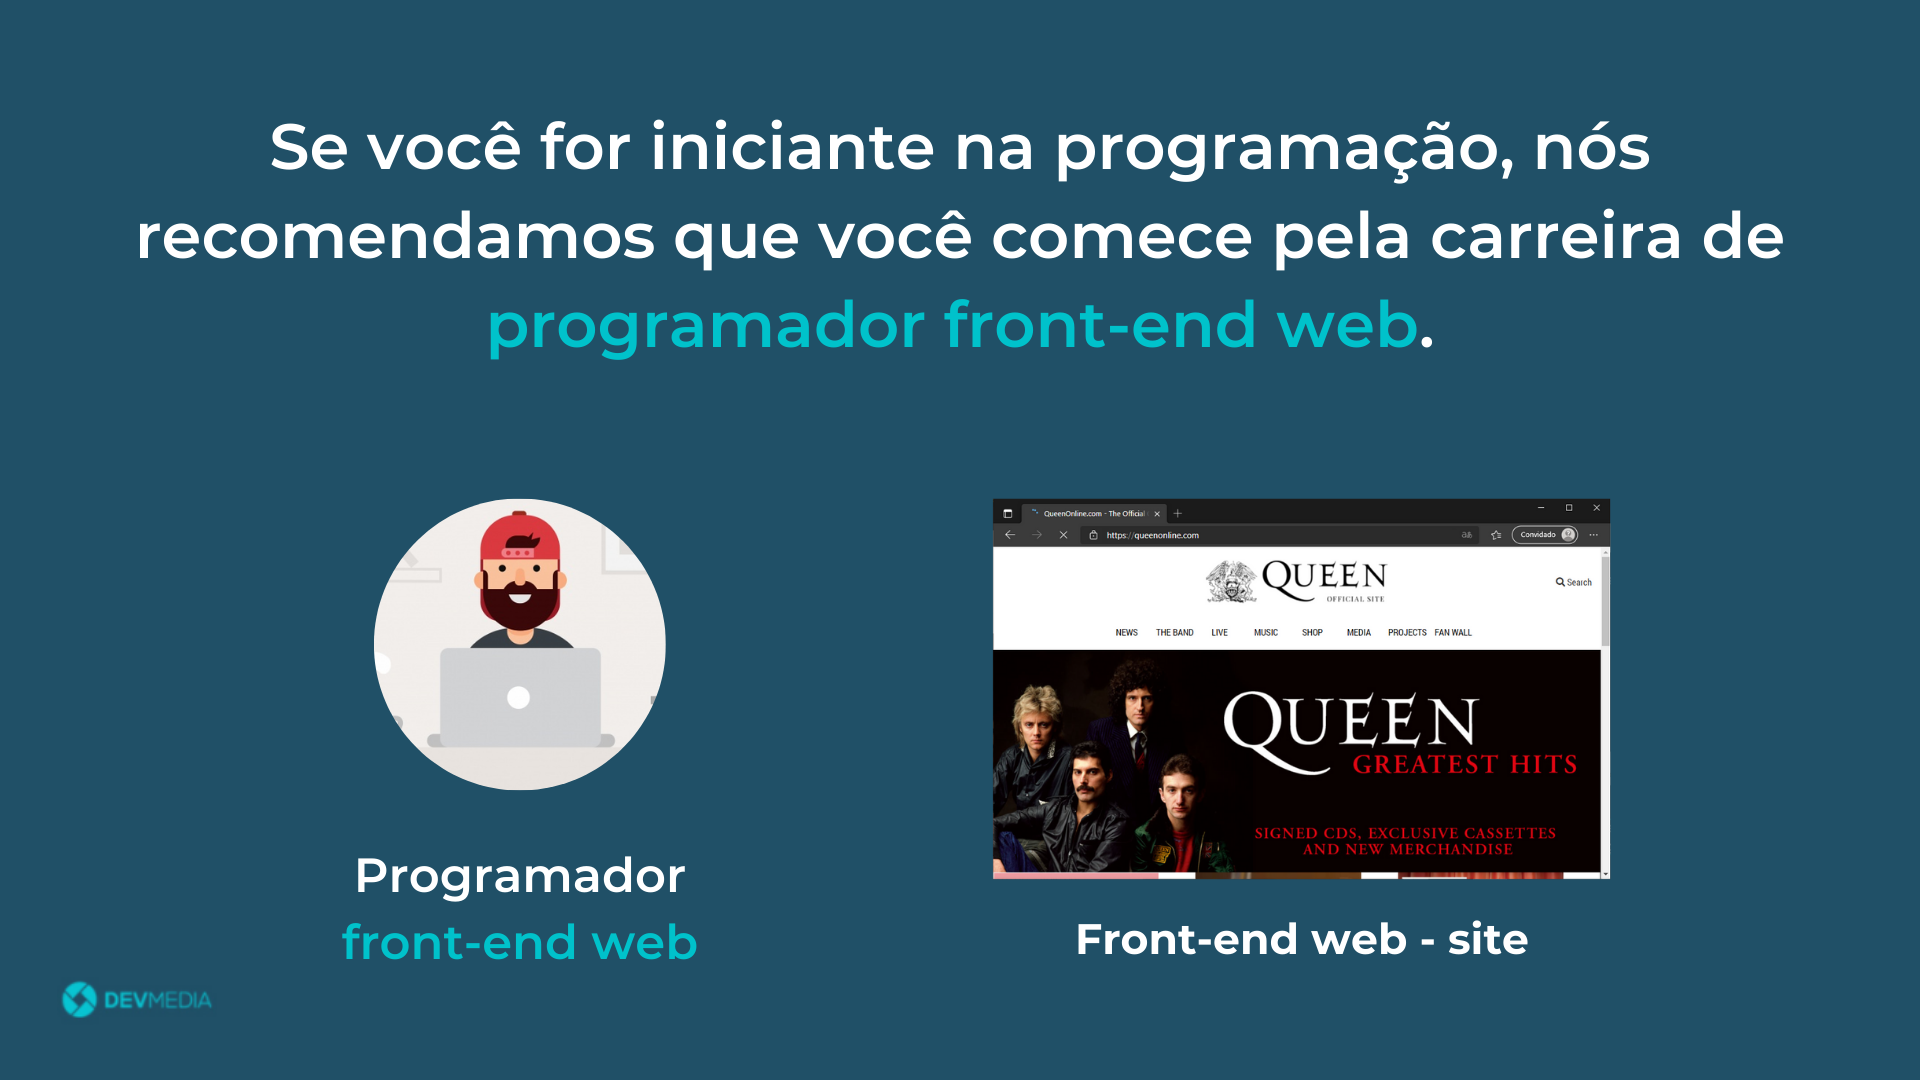 Se você for iniciante na programação, nós
recomendamos que você comece pela carreira de
programador front-end web.
QueenOnline.com - The Official
https://queenonline.com
Convidado
QUEEN
OFFICIAL SITE
Search
NEWS THE BAND LIVE MUSIC SHOP MEDIA PROJECTS FAN WALL
QUEEN
GREATEST HITS
SIGNED CDS, EXCLUSIVE CASSETTES
AND NEW MERCHANDISE
Programador
front-end web
Front-end web - site
DEVMEDIA